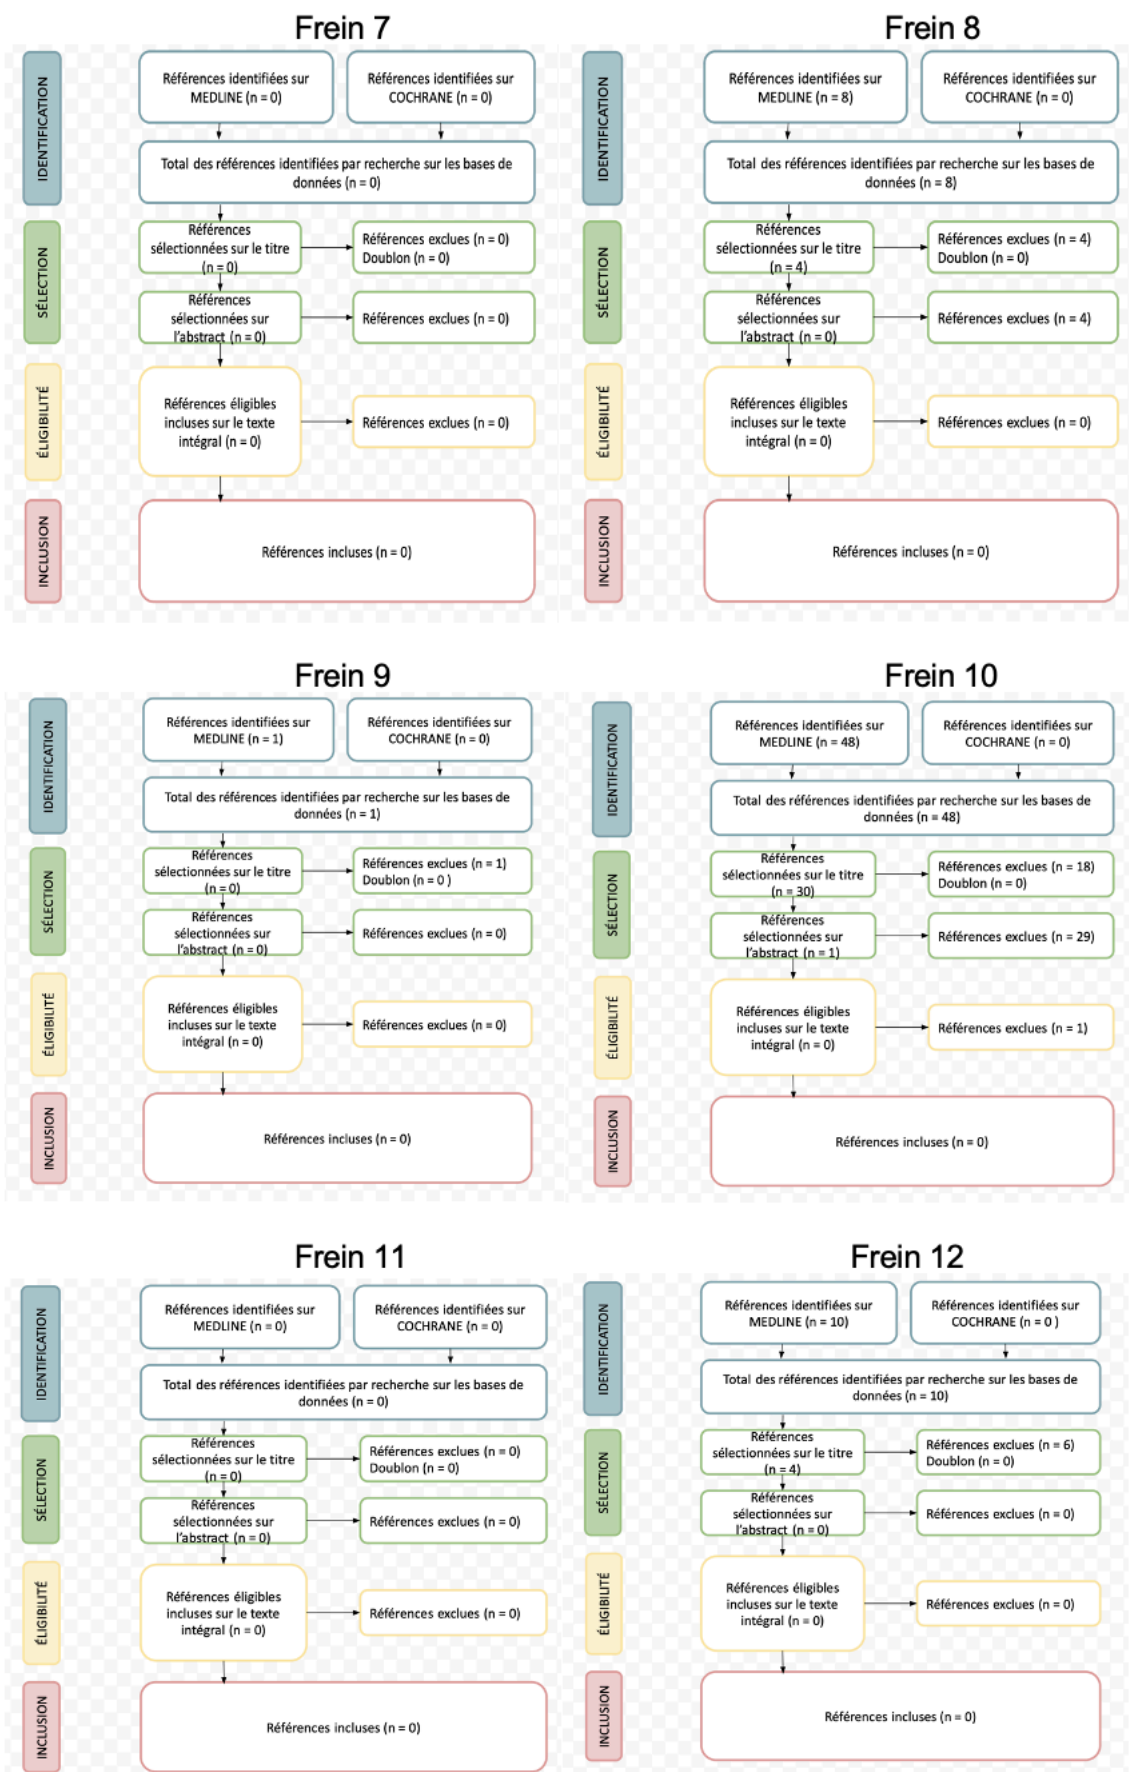 Frein 7
IDENTIFICATION
Références identifiées sur
MEDLINE (n = 0)
Références identifiées sur
COCHRANE (n = 0)
Total des références identifiées par recherche sur les bases de
données (n = 0)
SÉLECTION
Références
sélectionnées sur le titre
(n = 0)
Références exclues (n = 0)
Doublon (n = 0)
Références
sélectionnées sur
l'abstract (n = 0)
Références exclues (n = 0)
ÉLIGIBILITÉ
Références éligibles
incluses sur le texte
intégral (n = 0)
Références exclues (n = 0)
INCLUSION
Références incluses (n = 0)
Frein 8
IDENTIFICATION
Références identifiées sur
MEDLINE (n = 8)
Références identifiées sur
COCHRANE (n = 0)
Total des références identifiées par recherche sur les bases de
données (n = 8)
SÉLECTION
Références
sélectionnées sur le titre
(n = 4)
Références exclues (n = 4)
Doublon (n = 0)
Références
sélectionnées sur
l'abstract (n = 0)
Références exclues (n = 4)
ÉLIGIBILITÉ
Références éligibles
incluses sur le texte
intégral (n = 0)
Références exclues (n = 0)
INCLUSION
Références incluses (n = 0)
Frein 9
IDENTIFICATION
Références identifiées sur
MEDLINE (n = 1)
Références identifiées sur
COCHRANE (n = 0)
Total des références identifiées par recherche sur les bases de
données (n = 1)
SÉLECTION
Références
sélectionnées sur le titre
(n = 0)
Références exclues (n = 1)
Doublon (n = 0 )
Références
sélectionnées sur
l'abstract (n = 0)
Références exclues (n = 0)
ÉLIGIBILITÉ
Références éligibles
incluses sur le texte
intégral (n = 0)
Références exclues (n = 0)
INCLUSION
Références incluses (n = 0)
Frein 10
IDENTIFICATION
Références identifiées sur
MEDLINE (n = 48)
Références identifiées sur
COCHRANE (n = 0)
Total des références identifiées par recherche sur les bases de
données (n = 48)
SÉLECTION
Références
sélectionnées sur le titre
(n = 30)
Références exclues (n = 18)
Doublon (n = 0)
Références
sélectionnées sur
l'abstract (n = 1)
Références exclues (n = 29)
ÉLIGIBILITÉ
Références éligibles
incluses sur le texte
intégral (n = 0)
Références exclues (n = 1)
INCLUSION
Références incluses (n = 0)
Frein 11
IDENTIFICATION
Références identifiées sur
MEDLINE (n = 0)
Références identifiées sur
COCHRANE (n = 0)
Total des références identifiées par recherche sur les bases de
données (n = 0)
SÉLECTION
Références
sélectionnées sur le titre
(n = 0)
Références exclues (n = 0)
Doublon (n = 0)
Références
sélectionnées sur
l'abstract (n = 0)
Références exclues (n = 0)
ÉLIGIBILITÉ
Références éligibles
incluses sur le texte
intégral (n = 0)
Références exclues (n = 0)
INCLUSION
Références incluses (n = 0)
Frein 12
IDENTIFICATION
Références identifiées sur
MEDLINE (n = 10)
Références identifiées sur
COCHRANE (n = 0 )
Total des références identifiées par recherche sur les bases de
données (n = 10)
SÉLECTION
Références
sélectionnées sur le titre
(n = 4)
Références exclues (n = 6)
Doublon (n = 0)
Références
sélectionnées sur
l'abstract (n = 0)
Références exclues (n = 0)
ÉLIGIBILITÉ
Références éligibles
incluses sur le texte
intégral (n = 0)
Références exclues (n = 0)
INCLUSION
Références incluses (n = 0)